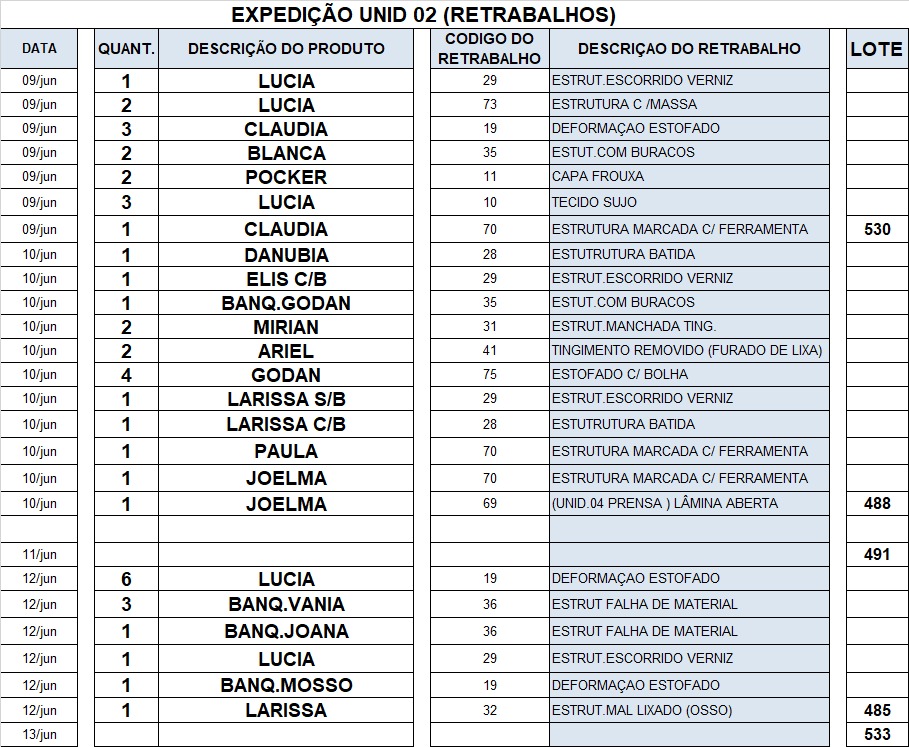 EXPEDIÇÃO UNID 02 (RETRABALHOS)
DATA QUANT. DESCRIÇÃO DO PRODUTO CODIGO DO RETRABALHO DESCRIÇAO DO RETRABALHO LOTE
09/jun 1 LUCIA 29 ESTRUT.ESCORRIDO VERNIZ
09/jun 2 LUCIA 73 ESTRUTURA C /MASSA
09/jun 3 CLAUDIA 19 DEFORMAÇAO ESTOFADO
09/jun 2 BLANCA 35 ESTUT.COM BURACOS
09/jun 2 POCKER 11 CAPA FROUXA
09/jun 3 LUCIA 10 TECIDO SUJO
09/jun 1 CLAUDIA 70 ESTRUTURA MARCADA C/ FERRAMENTA 530
10/jun 1 DANUBIA 28 ESTUTRUTURA BATIDA
10/jun 1 ELIS C/B 29 ESTRUT.ESCORRIDO VERNIZ
10/jun 1 BANQ.GODAN 35 ESTUT.COM BURACOS
10/jun 2 MIRIAN 31 ESTRUT.MANCHADA TING.
10/jun 2 ARIEL 41 TINGIMENTO REMOVIDO (FURADO DE LIXA)
10/jun 4 GODAN 75 ESTOFADO C/ BOLHA
10/jun 1 LARISSA S/B 29 ESTRUT.ESCORRIDO VERNIZ
10/jun 1 LARISSA C/B 28 ESTUTRUTURA BATIDA
10/jun 1 PAULA 70 ESTRUTURA MARCADA C/ FERRAMENTA
10/jun 1 JOELMA 70 ESTRUTURA MARCADA C/ FERRAMENTA
10/jun 1 JOELMA 69 (UNID.04 PRENSA ) LÂMINA ABERTA 488
11/jun 491
12/jun 6 LUCIA 19 DEFORMAÇAO ESTOFADO
12/jun 3 BANQ.VANIA 36 ESTRUT FALHA DE MATERIAL
12/jun 1 BANQ.JOANA 36 ESTRUT FALHA DE MATERIAL
12/jun 1 LUCIA 29 ESTRUT.ESCORRIDO VERNIZ
12/jun 1 BANQ.MOSSO 19 DEFORMAÇAO ESTOFADO
12/jun 1 LARISSA 32 ESTRUT.MAL LIXADO (OSSO) 485
13/jun 533